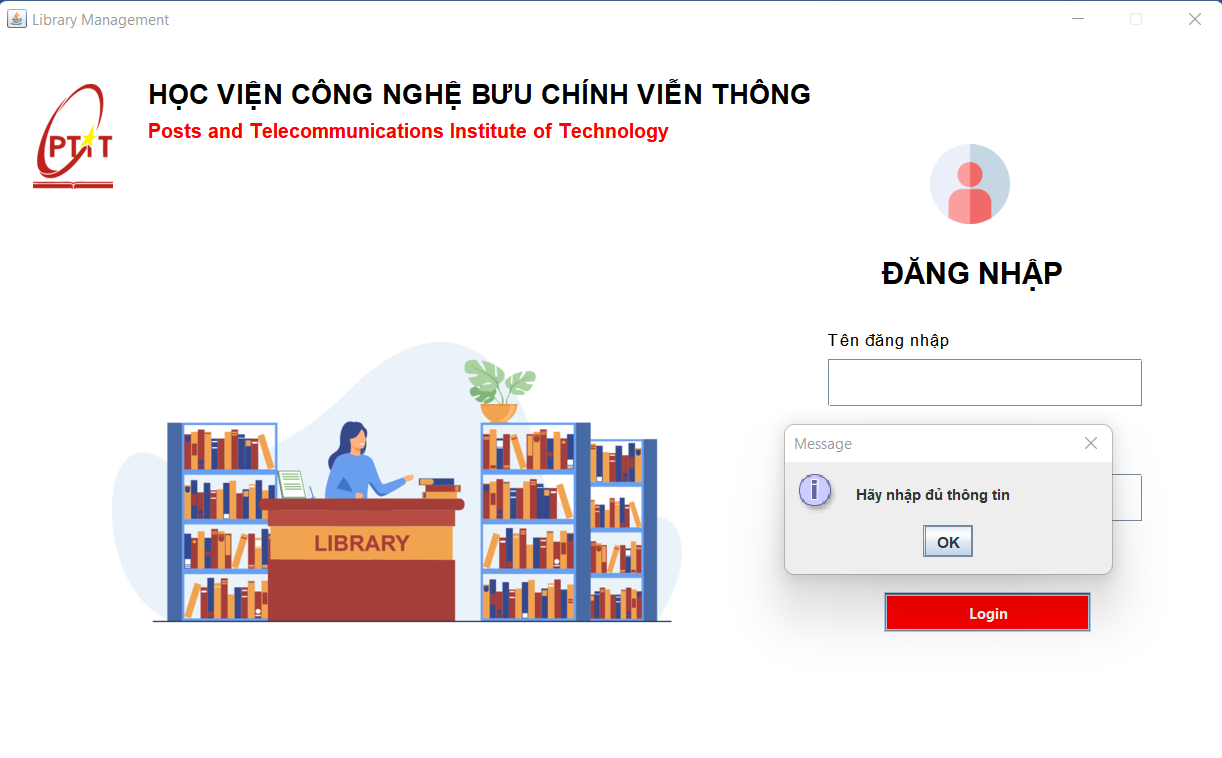 Library Management
HỌC VIỆN CÔNG NGHỆ BƯU CHÍNH VIỄN THÔNG
Posts and Telecommunications Institute of Technology
PTIT
ĐĂNG NHẬP
Tên đăng nhập
Message
Hãy nhập đủ thông tin
OK
Login
LIBRARY